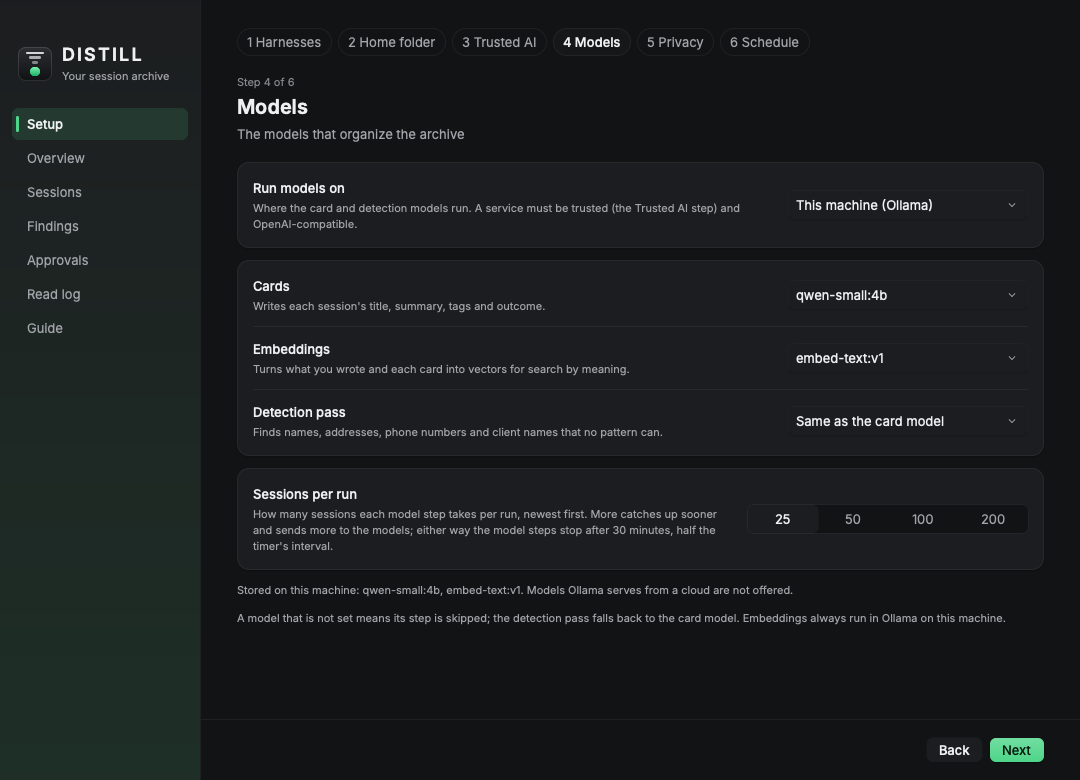 DISTILL
Your session archive
Setup
Overview
Sessions
Findings
Approvals
Read log
Guide
1 Harnesses
2 Home folder
3 Trusted AI
4 Models
5 Privacy
6 Schedule
Step 4 of 6
Models
The models that organize the archive
Run models on
Where the card and detection models run. A service must be trusted (the Trusted AI step) and
OpenAI-compatible.
This machine (Ollama)
Cards
Writes each session's title, summary, tags and outcome.
qwen-small:4b
Embeddings
Turns what you wrote and each card into vectors for search by meaning.
embed-text:v1
Detection pass
Finds names, addresses, phone numbers and client names that no pattern can.
Same as the card model
Sessions per run
How many sessions each model step takes per run, newest first. More catches up sooner
and sends more to the models; either way the model steps stop after 30 minutes, half the
timer's interval.
25
50
100
200
Stored on this machine: qwen-small:4b, embed-text:v1. Models Ollama serves from a cloud are not offered.
A model that is not set means its step is skipped; the detection pass falls back to the card model. Embeddings always run in Ollama on this machine.
Back
Next